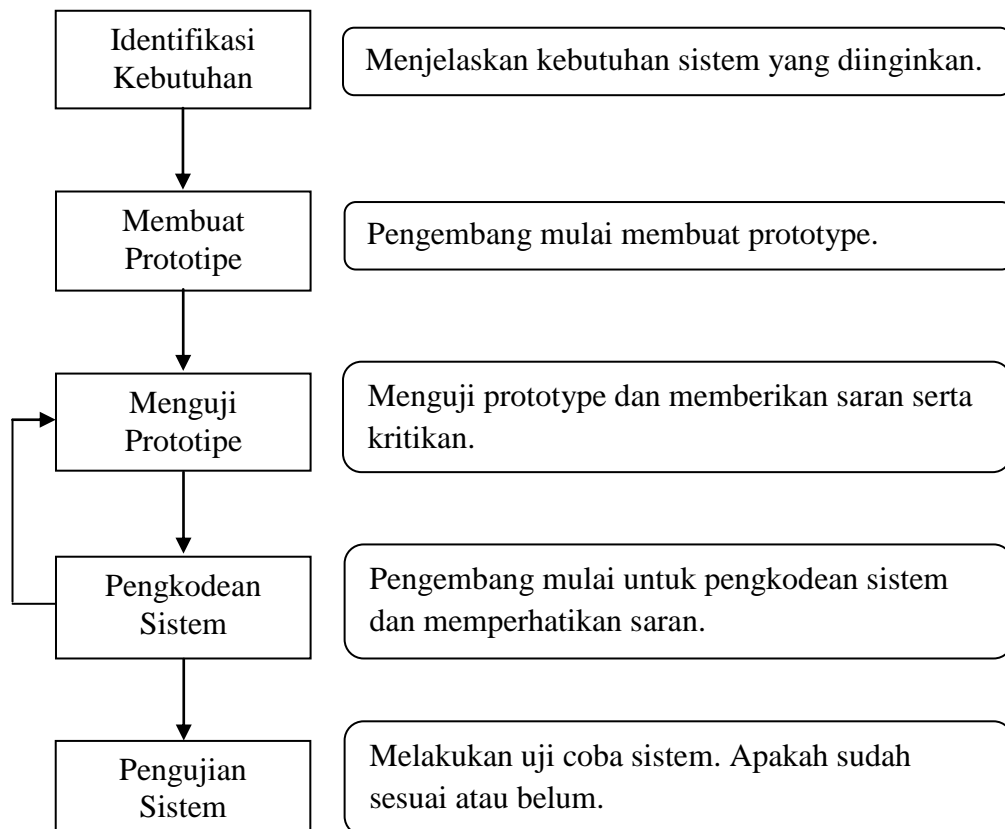 Identifikasi
Kebutuhan
Menjelaskan kebutuhan sistem yang diinginkan.
Membuat
Prototipe
Pengembang mulai membuat prototype.
Menguji
Prototipe
Menguji prototype dan memberikan saran serta
kritikan.
Pengkodean
Sistem
Pengembang mulai untuk pengkodean sistem
dan memperhatikan saran.
Pengujian
Sistem
Melakukan uji coba sistem. Apakah sudah
sesuai atau belum.